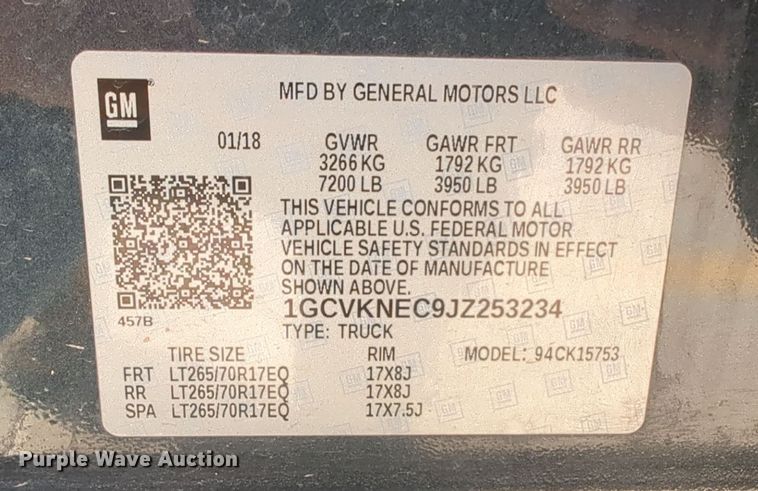 GM®
MFD BY GENERAL MOTORS LLC
01/18 GVWR GAWR FRT GAWR RR
3266 KG 1792 KG 1792 KG
7200 LB 3950 LB 3950 LB
THIS VEHICLE CONFORMS TO ALL
APPLICABLE U.S. FEDERAL MOTOR
VEHICLE SAFETY STANDARDS IN EFFECT
ON THE DATE OF MANUFACTURE
SHOWN ABOVE.
457B
1GCVKNEC9JZ253234
TYPE: TRUCK
TIRE SIZE RIM MODEL: 94CK15753
FRT LT265/70R17EQ 17X8J
RR LT265/70R17EQ 17X8J
SPA LT265/70R17EQ 17X7.5J
Purple Wave Auction